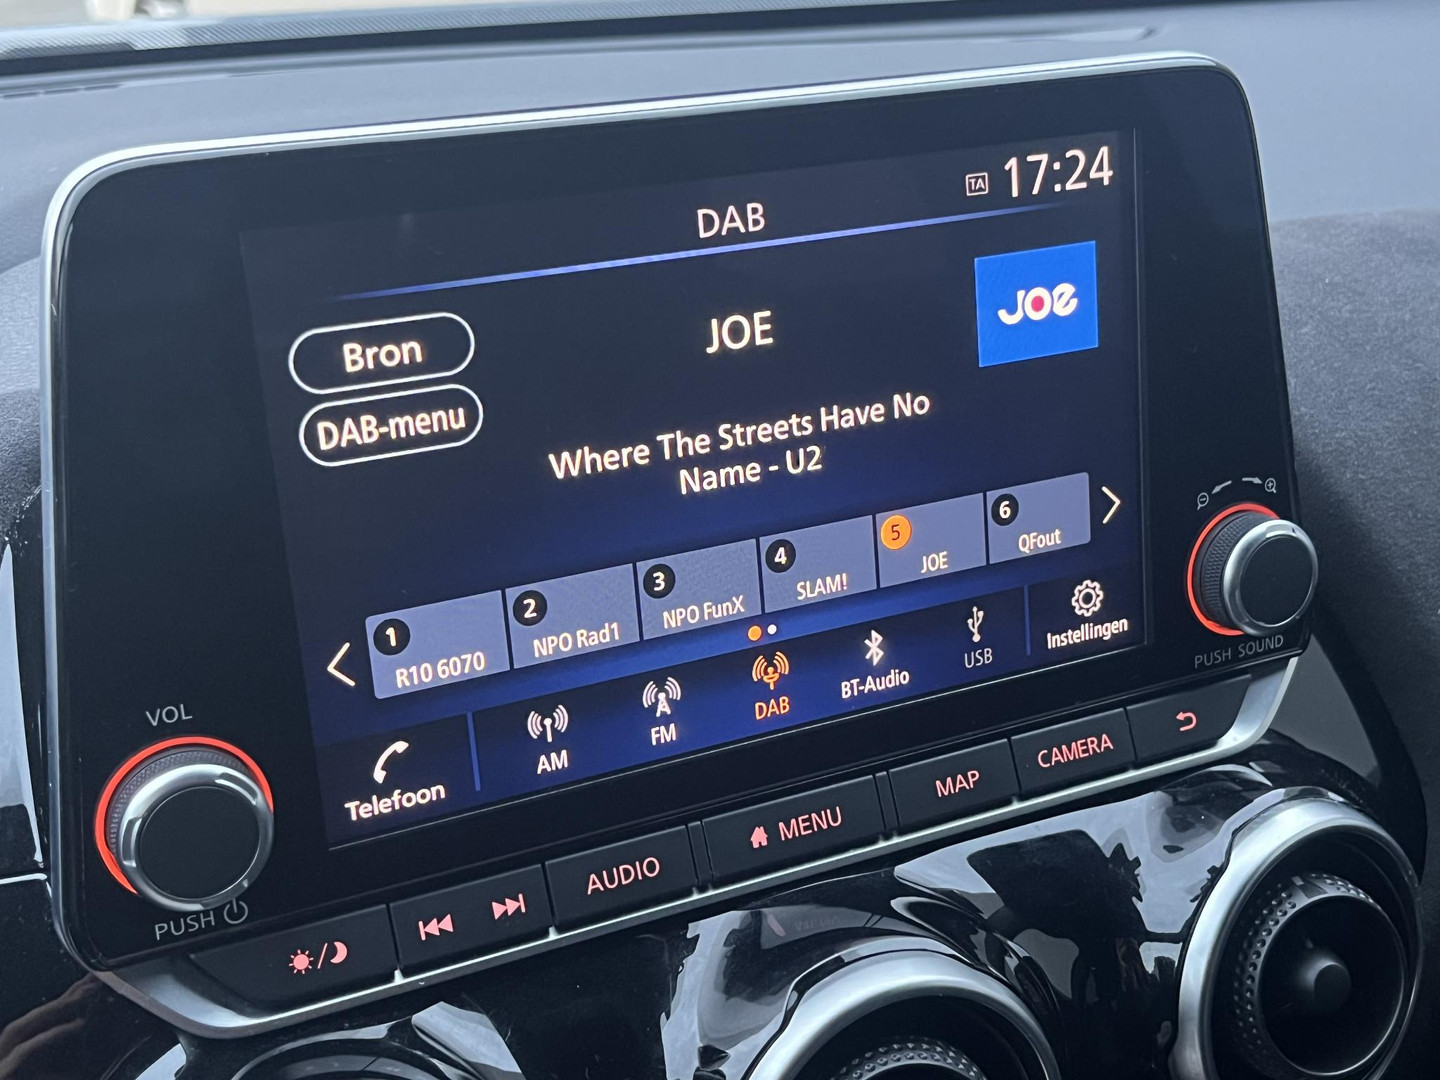 TA 17:24
DAB
JOE
JOE
Bron
DAB-menu
Where The Streets Have No
Name - U2
1 R10 6070
2 NPO Rad1
3 NPO FunX
4 SLAM!
5 JOE
6 QFout
Telefoon
AM
FM
DAB
BT-Audio
USB
Instellingen
VOL
PUSH
PUSH SOUND
AUDIO
MENU
MAP
CAMERA